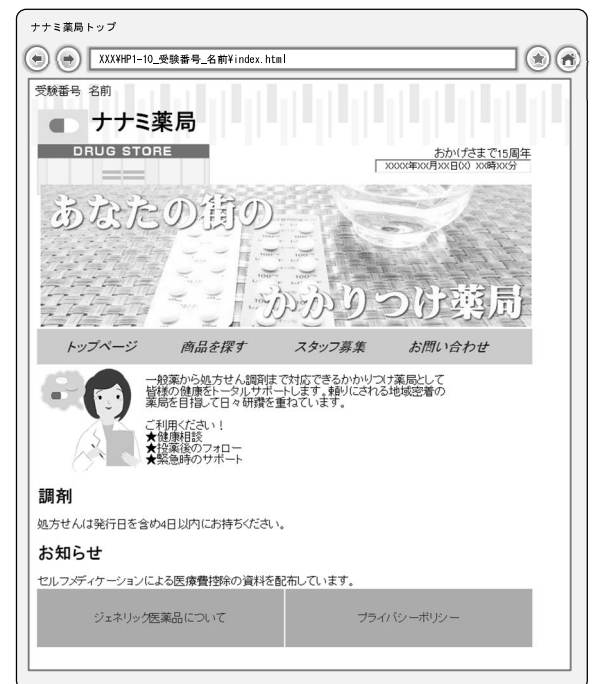 ナナミ薬局トップ
XXX¥HP1-10_受験番号_名前¥index.html
受験番号 名前
ナナミ薬局
DRUG STORE
おかげさまで15周年
xxxx年xx月xx日(x) xx時xx分
あなたの街の
かかりつけ薬局
トップページ 商品を探す スタッフ募集 お問い合わせ
一般薬から処方せん調剤まで対応できるかかりつけ薬局として
皆様の健康をトータルサポートします。頼りにされる地域密着の
薬局を目指して日々研鑽を重ねています。
ご利用ください！
★健康相談
★投薬後のフォロー
★緊急時のサポート
調剤
処方せんは発行日を含め4日以内にお持ちください。
お知らせ
セルフメディケーションによる医療費控除の資料を配布しています。
ジェネリック医薬品について プライバシーポリシー